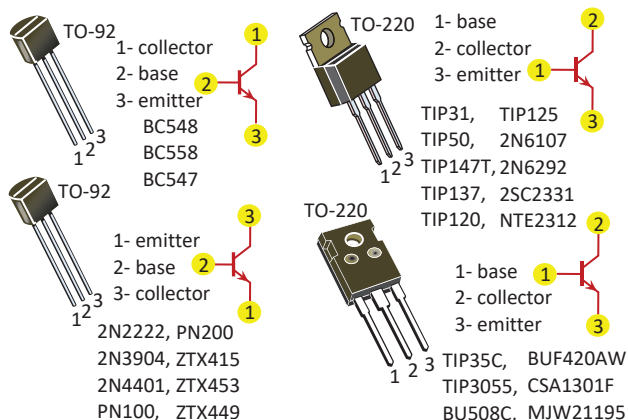 TO-92
1- collector
2- base
3- emitter
BC548
BC558
BC547
1 2 3
1
2
3
TO-220
1- base
2- collector
3- emitter
TIP31, TIP125
TIP50, 2N6107
TIP147T, 2N6292
TIP137, 2SC2331
TIP120, NTE2312
1 2 3
2
1
3
TO-92
1- emitter
2- base
3- collector
2N2222, PN200
2N3904, ZTX415
2N4401, ZTX453
PN100, ZTX449
1 2 3
3
2
1
TO-220
1- base
2- collector
3- emitter
TIP35C, BUF420AW
TIP3055, CSA1301F
BU508C, MJW21195
1 2 3
2
1
3